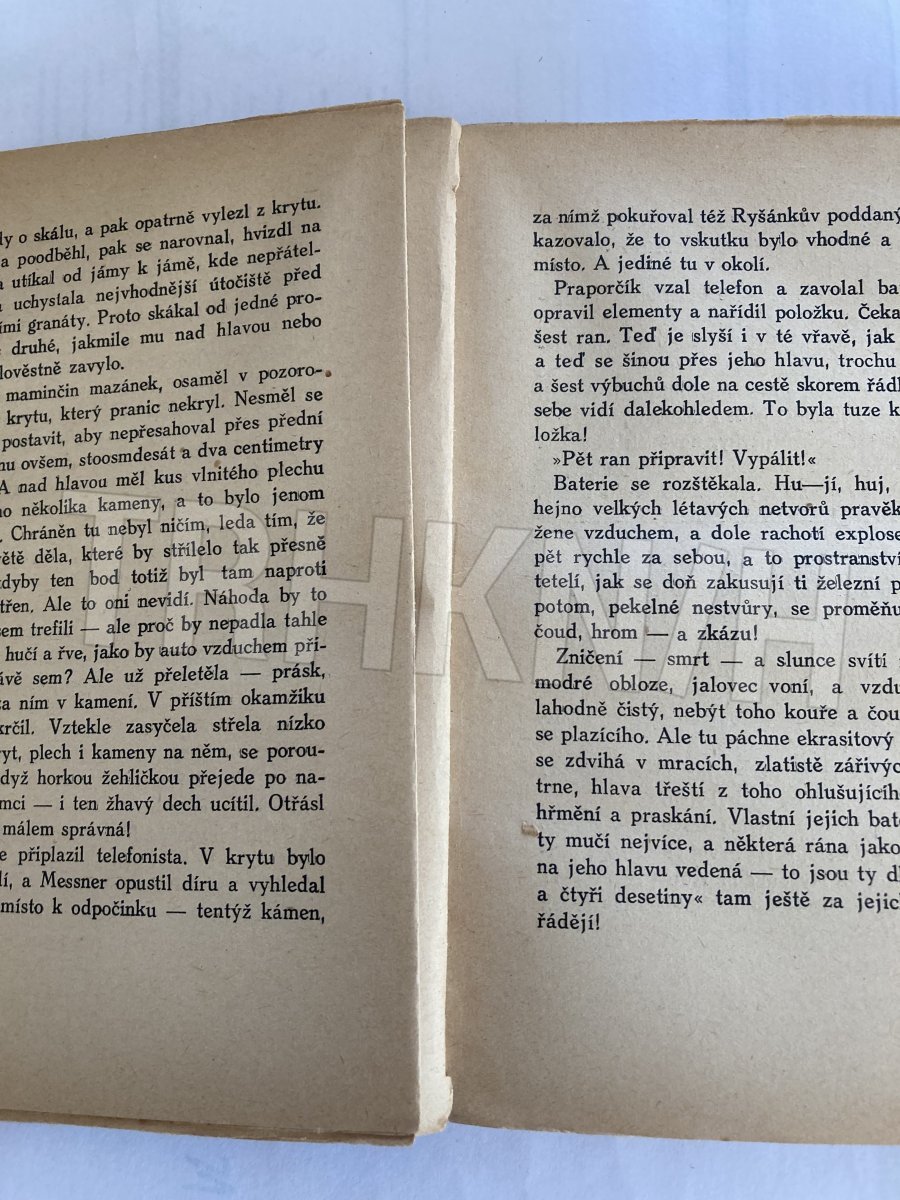 dy o skálu, a pak opatrně vylezl z krytu.
a poodběhl, pak se narovnal, hvizdl na
a utíkal od jámy k jámě, kde nepřátel-
uchystala nejvhodnější útočiště před
ími granáty. Proto skákal od jedné pro-
druhé, jakmile mu nad hlavou nebo
lověstně zavylo.
maminčin mazánek, osaměl v pozoro-
krytu, který pranic nekryl. Nesměl se
postavit, aby nepřesahoval přes přední
nu ovšem, stoosmdesát a dva centimetry
A nad hlavou měl kus vlnitého plechu
no několika kameny, a to bylo jenom
. Chráněn tu nebyl ničím, leda tím, že
větě děla, které by střílelo tak přesně
kdyby ten bod totiž byl tam naproti
třen. Ale to oni nevidí. Náhoda by to
sem trefili — ale proč by nepadla tahle
hučí a řve, jako by auto vzduchem při-
ávě sem? Ale už přeletěla — prásk,
za ním v kamení. V příštím okamžiku
krčil. Vztekle zasyčela střela nízko
ryt, plech i kameny na něm, se porou-
když horkou žehličkou přejede po na-
mci — i ten žhavý dech ucítil. Otřásl
málem správná!
e připlazil telefonista. V krytu bylo
lí, a Messner opustil díru a vyhledal
místo k odpočinku — tentýž kámen,
za nímž pokuřoval též Ryšánkův poddaný
kazovalo, že to vskutku bylo vhodné a
místo. A jediné tu v okolí.
Praporčík vzal telefon a zavolal ba
opravil elementy a nařídil položku. Čeka
šest ran. Teď je slyší i v té vřavě, jak
a teď se šinou přes jeho hlavu, trochu
a šest výbuchů dole na cestě skorem řádk
sebe vidí dalekohledem. To byla tuze k
ložka!
»Pět ran připravit! Vypálit!«
Baterie se rozštěkala. Hu—jí, huj,
hejno velkých létavých netvorů pravěk
žene vzduchem, a dole rachotí explose
pět rychle za sebou, a to prostranství
tetelí, jak se doň zakusují ti železní p
potom, pekelné nestvůry, se proměňu
čoud, hrom — a zkázu!
Zničení — smrt — a slunce svítí
modré obloze, jalovec voní, a vzdu
lahodně čistý, nebýt toho kouře a čou
se plazícího. Ale tu páchne ekrasitový
se zdvihá v mracích, zlatistě zářivýc
trne, hlava třeští z toho ohlušujícího
hřmění a praskání. Vlastní jejich bate
ty mučí nejvíce, a některá rána jako
na jeho hlavu vedená — to jsou ty d
a čtyři desetiny« tam ještě za jejich
řádějí!